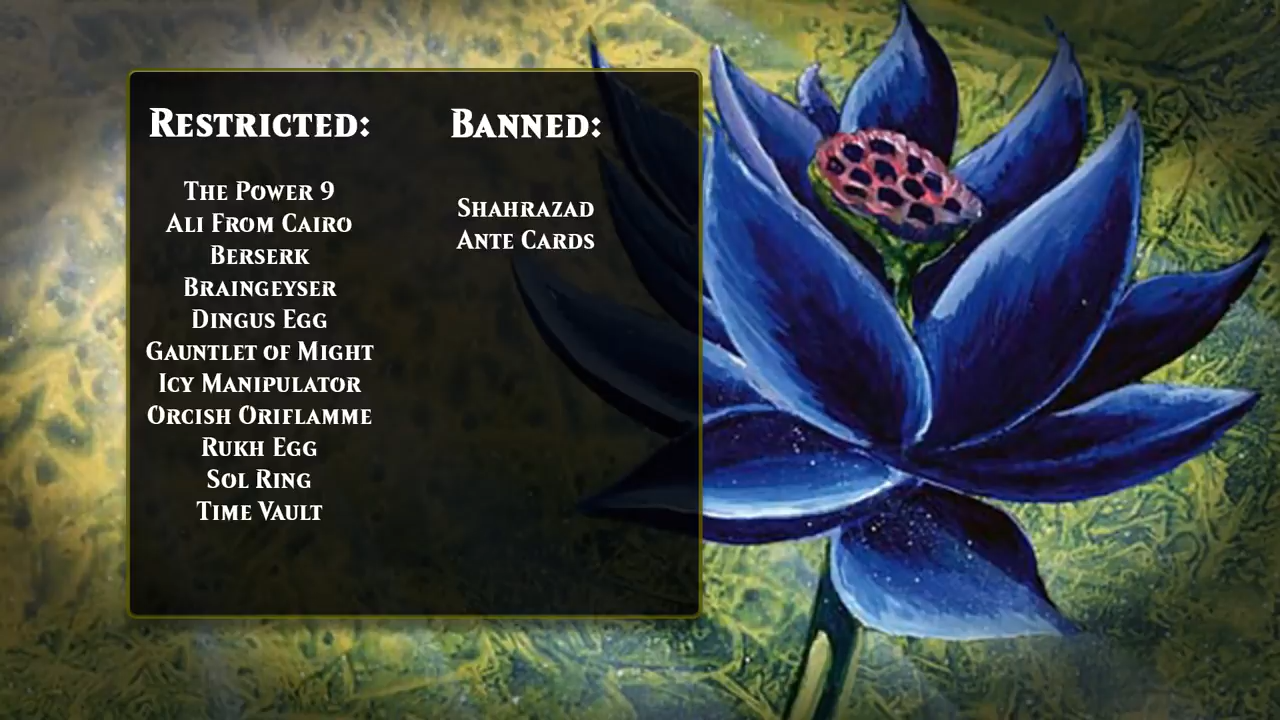 Restricted:
The Power 9
Ali From Cairo
Berserk
Braingeyser
Dingus Egg
Gauntlet of Might
Icy Manipulator
Orcish Oriflamme
Rukh Egg
Sol Ring
Time Vault
Banned:
Shahrazad
Ante Cards